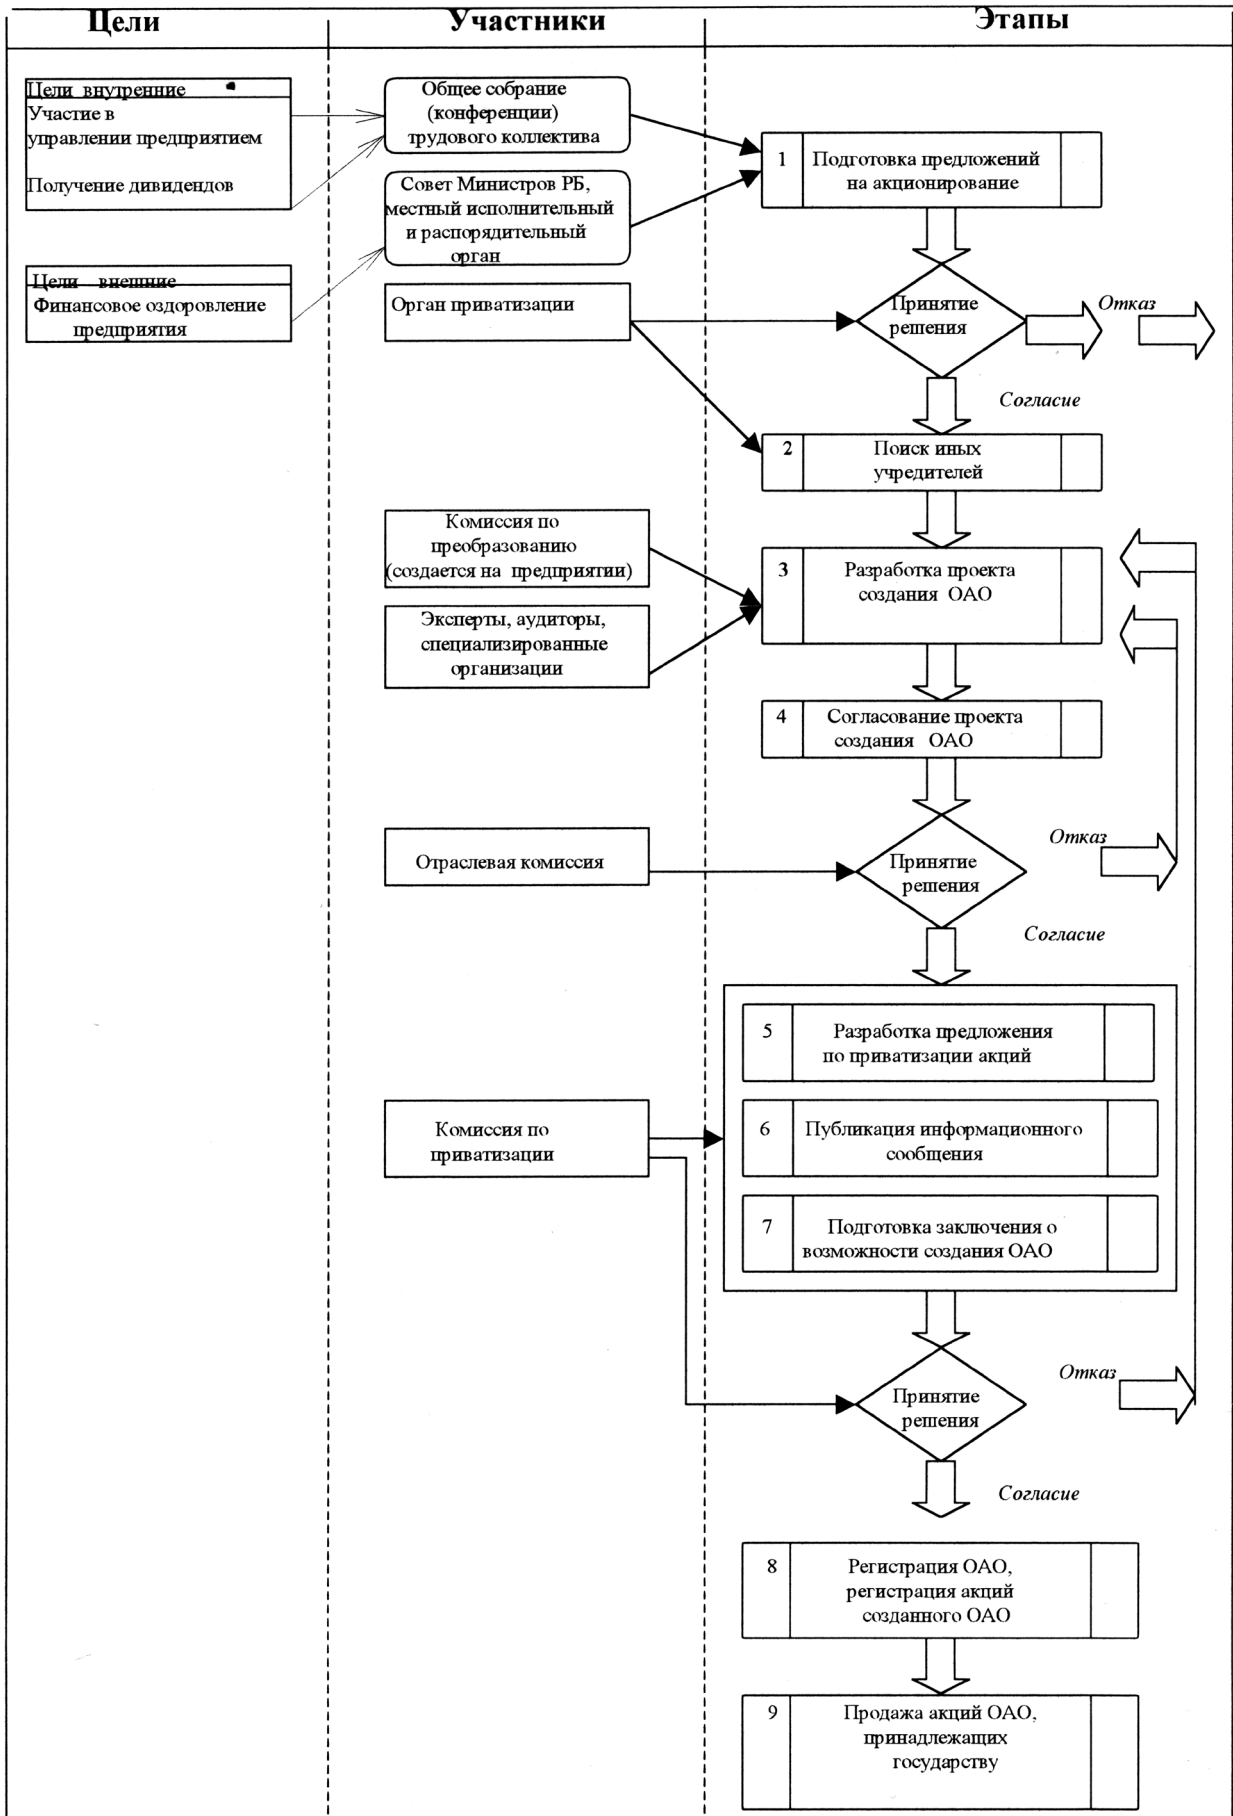 Цели
Участники
Этапы
Цели внутренние
Участие в
управлении предприятием
Получение дивидендов
Цели внешние
Финансовое оздоровление
предприятия
Общее собрание
(конференции)
трудового коллектива
Совет Министров РБ,
местный исполнительный
и распорядительный
орган
Орган приватизации
1
Подготовка предложений
на акционирование
Принятие
решения
Отказ
Согласие
2
Поиск иных
учредителей
Комиссия по
преобразованию
(создается на предприятии)
Эксперты, аудиторы,
специализированные
организации
3
Разработка проекта
создания ОАО
4
Согласование проекта
создания ОАО
Отраслевая комиссия
Принятие
решения
Отказ
Согласие
5
Разработка предложения
по приватизации акций
Комиссия по
приватизации
6
Публикация информационного
сообщения
7
Подготовка заключения о
возможности создания ОАО
Принятие
решения
Отказ
Согласие
8
Регистрация ОАО,
регистрация акций
созданного ОАО
9
Продажа акций ОАО,
принадлежащих
государству